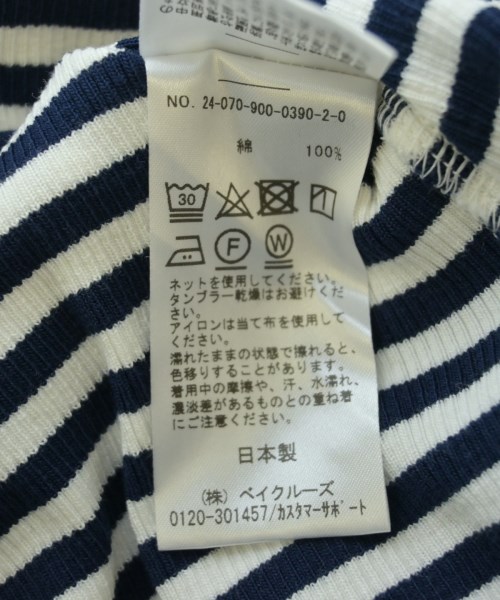 NO. 24-070-900-0390-2-0
綿 100%
30
F W
ネットを使用してください。
タンブラー乾燥はお避けくだ
さい。
アイロンは当て布を使用する。
濡れたままの状態で擦れると、
色移りすることがあります。
着用中の摩擦や、汗、水濡れ、
濃淡差があるものとの重ね着
にご注意ください。
日本製
(株) ベイクルーズ
0120-301457/カスタマーサポート